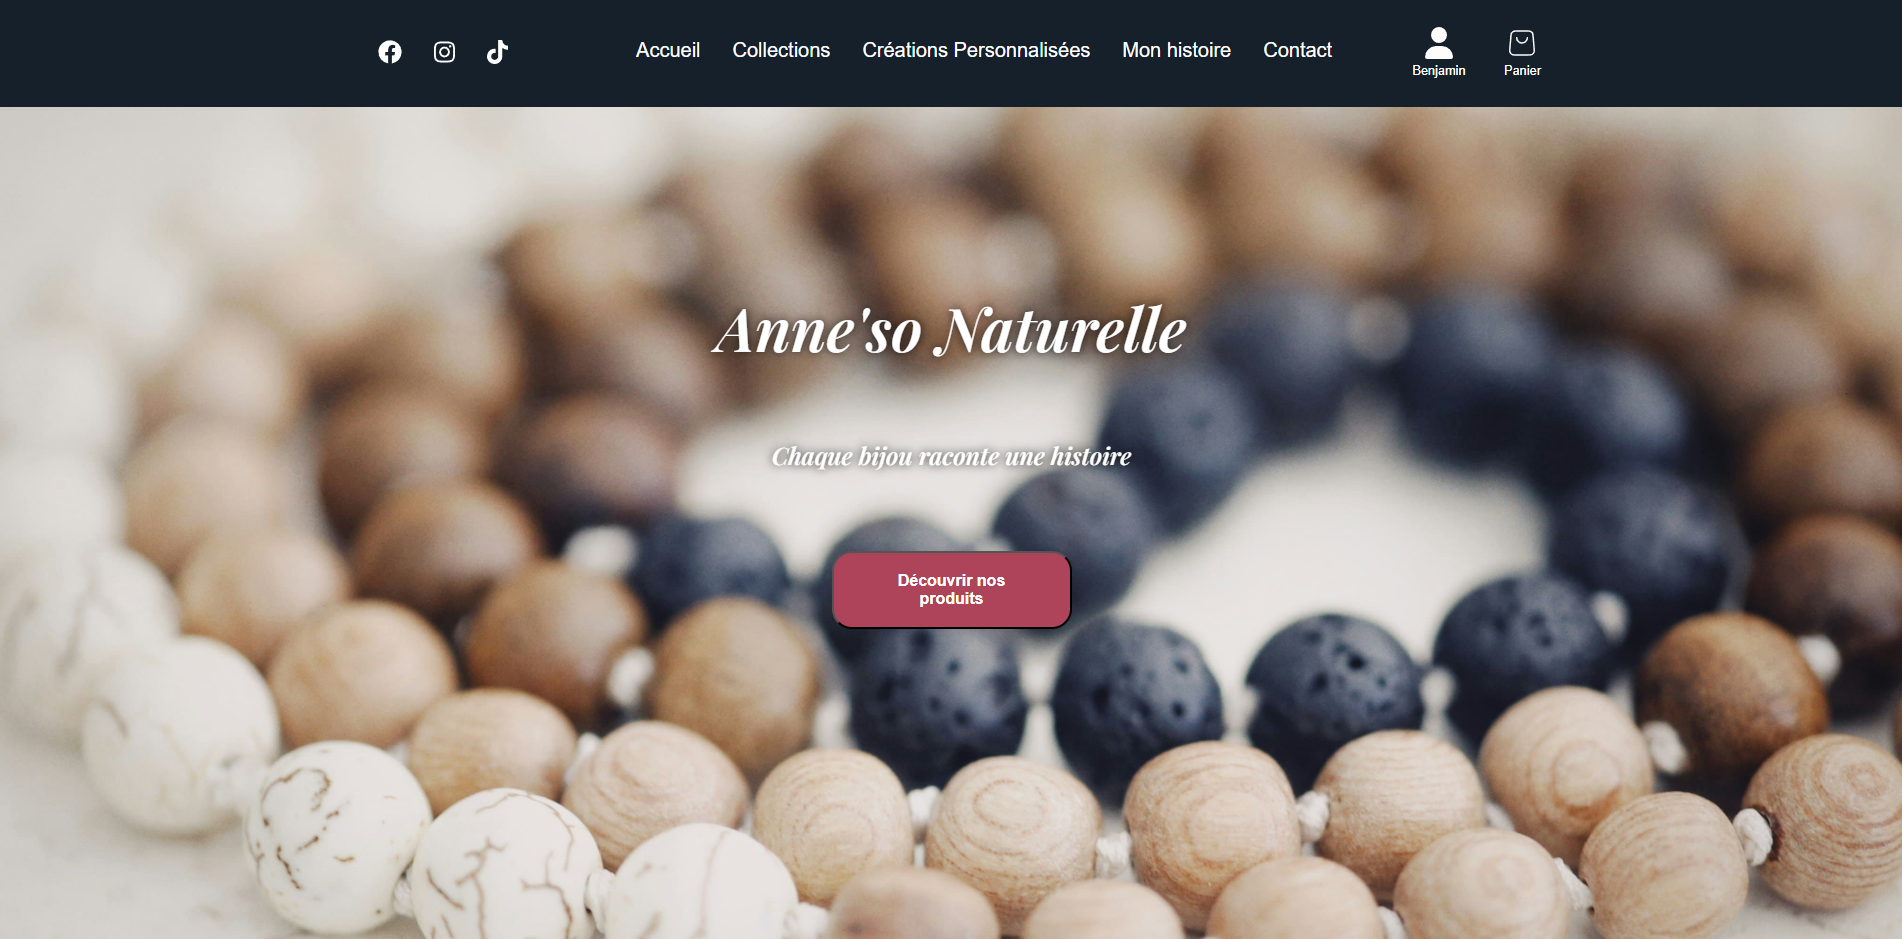 Accueil
Collections
Créations Personnalisées
Mon histoire
Contact
Benjamin
Panier
Anne'so Naturelle
Chaque bijou raconte une histoire
Découvrir nos
produits